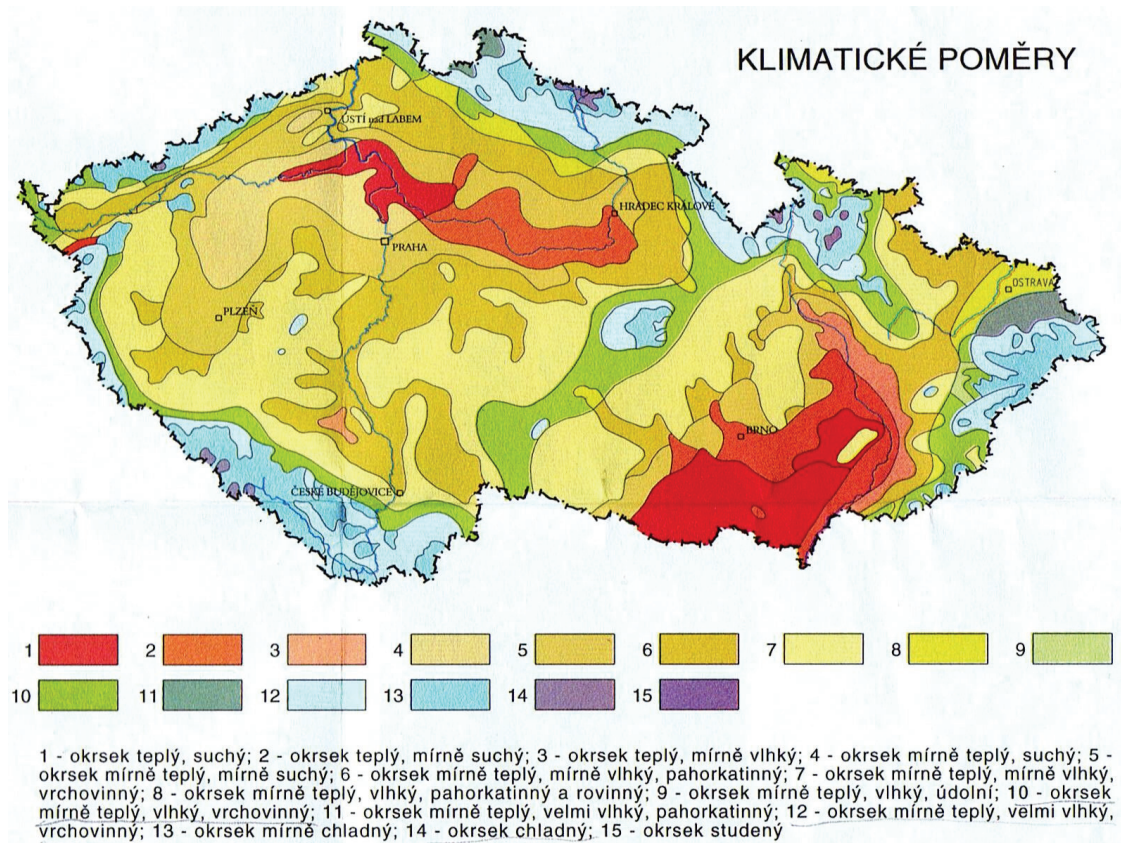 KLIMATICKÉ POMĚRY
ÚSTÍ nad LABEM
HRADEC KRÁLOVÉ
PRAHA
OSTRAVA
PLZEŇ
BRNO
ČESKÉ BUDĚJOVICE
1 2 3 4 5 6 7 8 9
10 11 12 13 14 15
1 - okrsek teplý, suchý; 2 - okrsek teplý, mírně suchý; 3 - okrsek teplý, mírně vlhký; 4 - okrsek mírně teplý, suchý; 5 -
okrsek mírně teplý, mírně suchý; 6 - okrsek mírně teplý, mírně vlhký, pahorkatinný; 7 - okrsek mírně teplý, mírně vlhký,
vrchovinný; 8 - okrsek mírně teplý, vlhký, pahorkatinný a rovinný; 9 - okrsek mírně teplý, vlhký, údolní; 10 - okrsek
mírně teplý, vlhký, vrchovinný; 11 - okrsek mírně teplý, velmi vlhký, pahorkatinný; 12 - okrsek mírně teplý, velmi vlhký,
vrchovinný; 13 - okrsek mírně chladný; 14 - okrsek chladný; 15 - okrsek studený